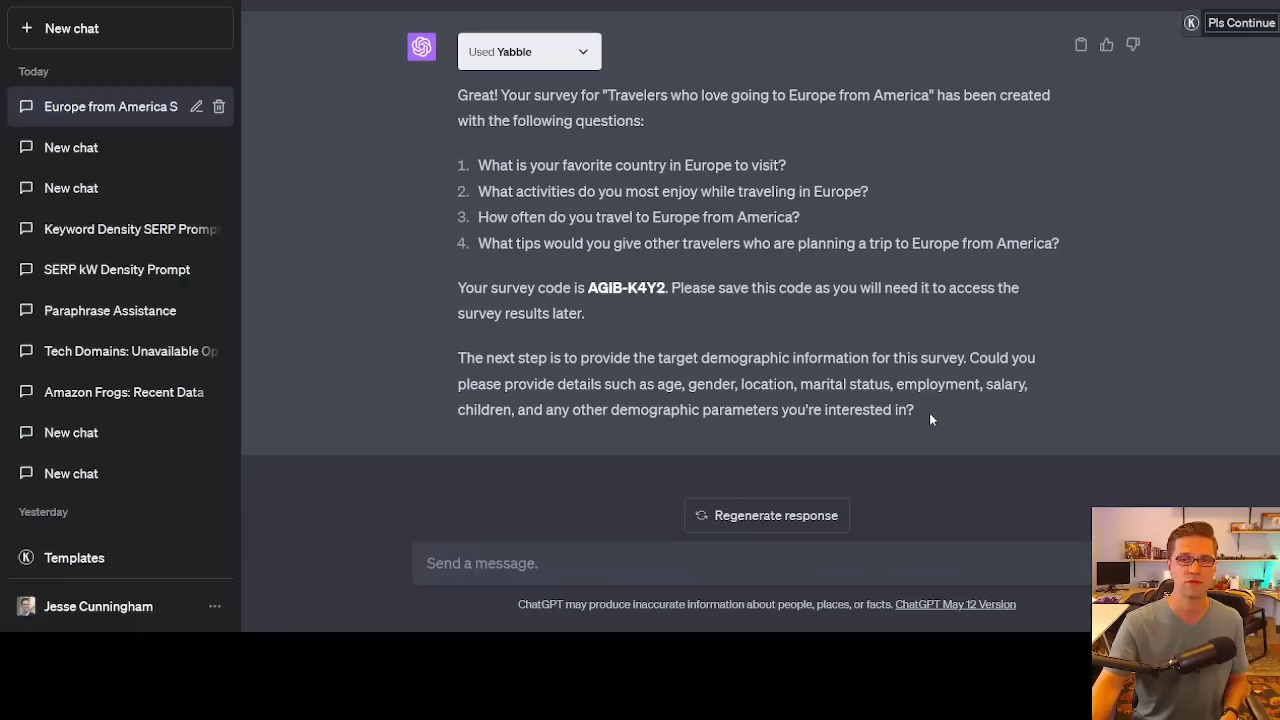 New chat
Today
Europe from America S
New chat
New chat
Keyword Density SERP Promp
SERP kW Density Prompt
Paraphrase Assistance
Tech Domains: Unavailable Op
Amazon Frogs: Recent Data
New chat
New chat
Yesterday
K Templates
Jesse Cunningham
K Pls Continue
Used Yabble
Great! Your survey for "Travelers who love going to Europe from America" has been created
with the following questions:
1. What is your favorite country in Europe to visit?
2. What activities do you most enjoy while traveling in Europe?
3. How often do you travel to Europe from America?
4. What tips would you give other travelers who are planning a trip to Europe from America?
Your survey code is AGIB-K4Y2. Please save this code as you will need it to access the
survey results later.
The next step is to provide the target demographic information for this survey. Could you
please provide details such as age, gender, location, marital status, employment, salary,
children, and any other demographic parameters you're interested in?
Regenerate response
Send a message.
ChatGPT may produce inaccurate information about people, places, or facts. ChatGPT May 12 Version